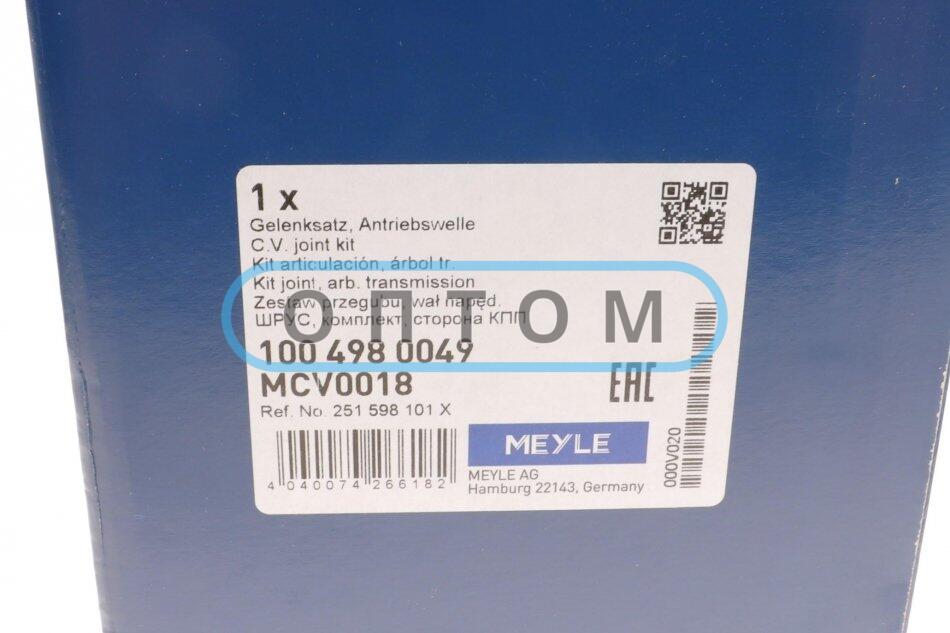 1 x
Gelenksatz, Antriebswelle
C.V. joint kit
Kit articulación, árbol tr.
Kit joint, arb. transmission
Zestaw przegubu, wał napęd.
ШРУС, комплект, сторона КПП
ОПТОМ
100 498 0049
MCV0018
EAC
Ref. No. 251 598 101 X
MEYLE
4 040074 266182
MEYLE AG
Hamburg 22143, Germany
000V020